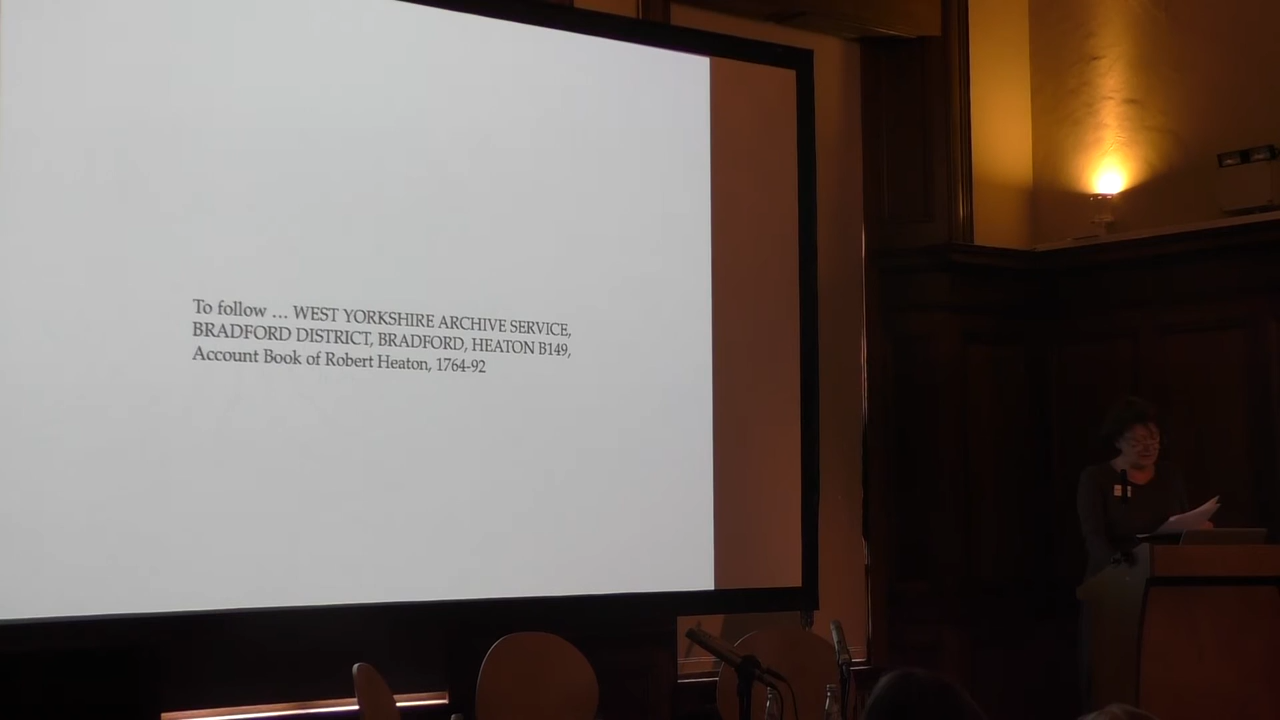 To follow ... WEST YORKSHIRE ARCHIVE SERVICE,
BRADFORD DISTRICT, BRADFORD, HEATON B149,
Account Book of Robert Heaton, 1764-92